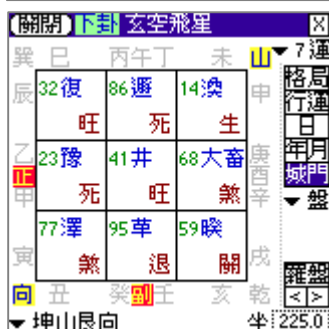 (關閉) 下卦 玄空飛星 X
巽 巳 丙午丁 未 山 ▼ 7運
辰 32復 86遯 14渙 申 格局
旺 死 生 行運
日
乙 23豫 41井 68大畜 庚 年月
正 酉 城門
甲 死 旺 煞 辛 ▼ 盤
77澤 95革 59睽
寅 煞 退 關 戌
向 丑 癸副壬 亥 乾 羅盤
< >
▼ 坤山艮向 坐 225.0